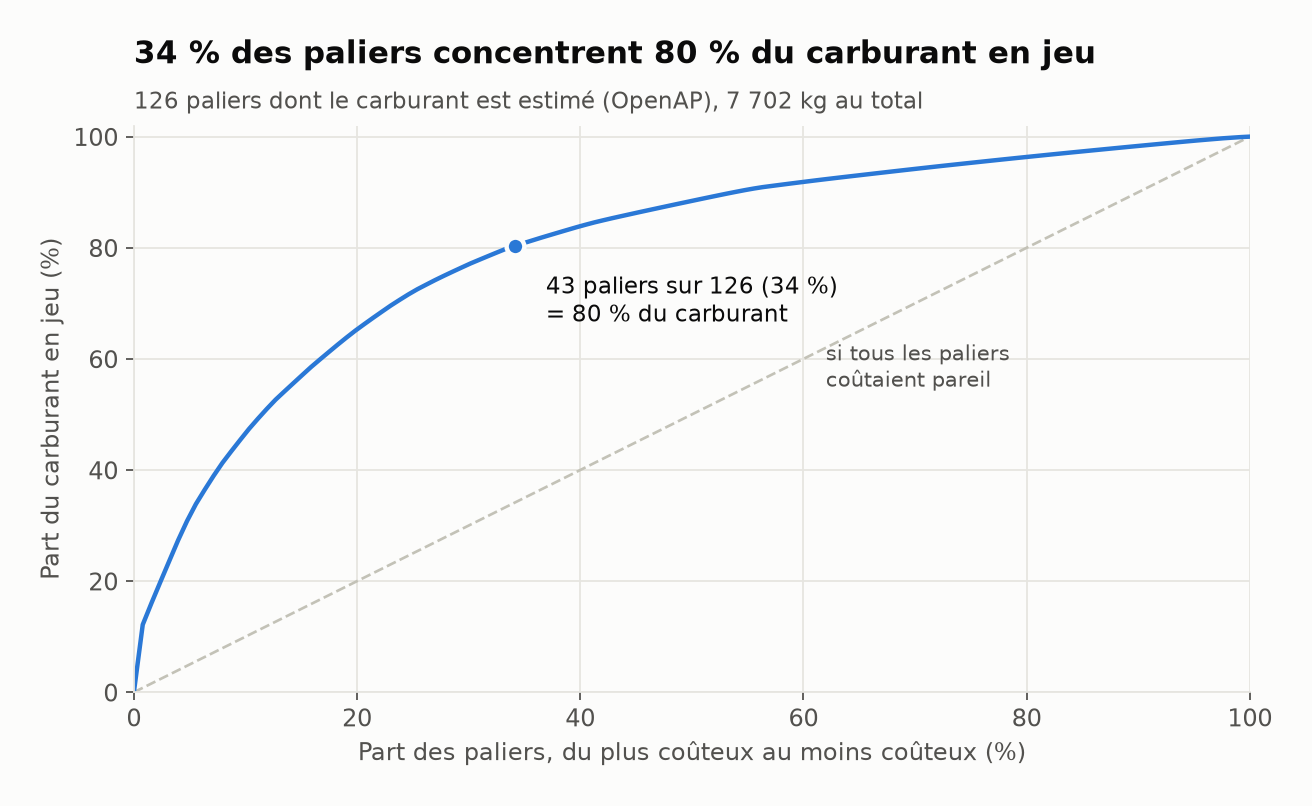 34 % des paliers concentrent 80 % du carburant en jeu
126 paliers dont le carburant est estimé (OpenAP), 7 702 kg au total
100
80
60
40
20
0
Part du carburant en jeu (%)
43 paliers sur 126 (34 %)
= 80 % du carburant
si tous les paliers
coûtaient pareil
0 20 40 60 80 100
Part des paliers, du plus coûteux au moins coûteux (%)